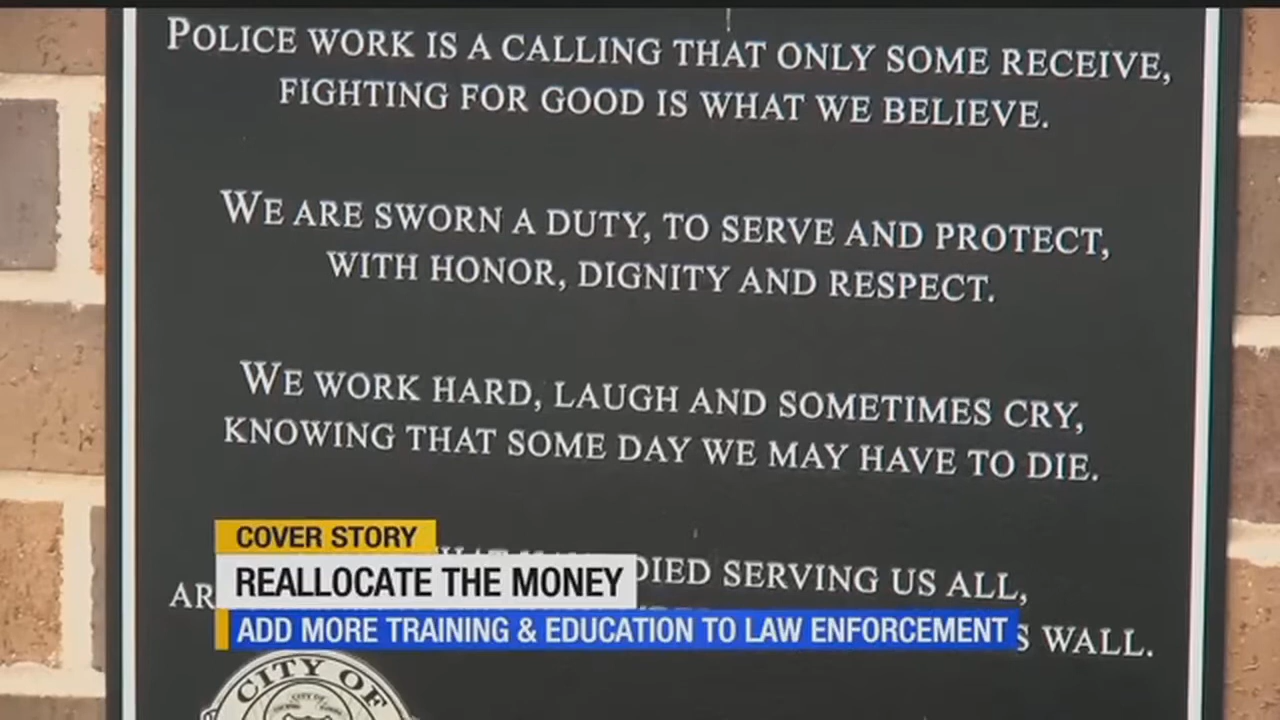 POLICE WORK IS A CALLING THAT ONLY SOME RECEIVE,
FIGHTING FOR GOOD IS WHAT WE BELIEVE.
WE ARE SWORN A DUTY, TO SERVE AND PROTECT,
WITH HONOR, DIGNITY AND RESPECT.
WE WORK HARD, LAUGH AND SOMETIMES CRY,
KNOWING THAT SOME DAY WE MAY HAVE TO DIE.
COVER STORY
DIED SERVING US ALL,
REALLOCATE THE MONEY
ADD MORE TRAINING & EDUCATION TO LAW ENFORCEMENT
WALL.
CITY OF